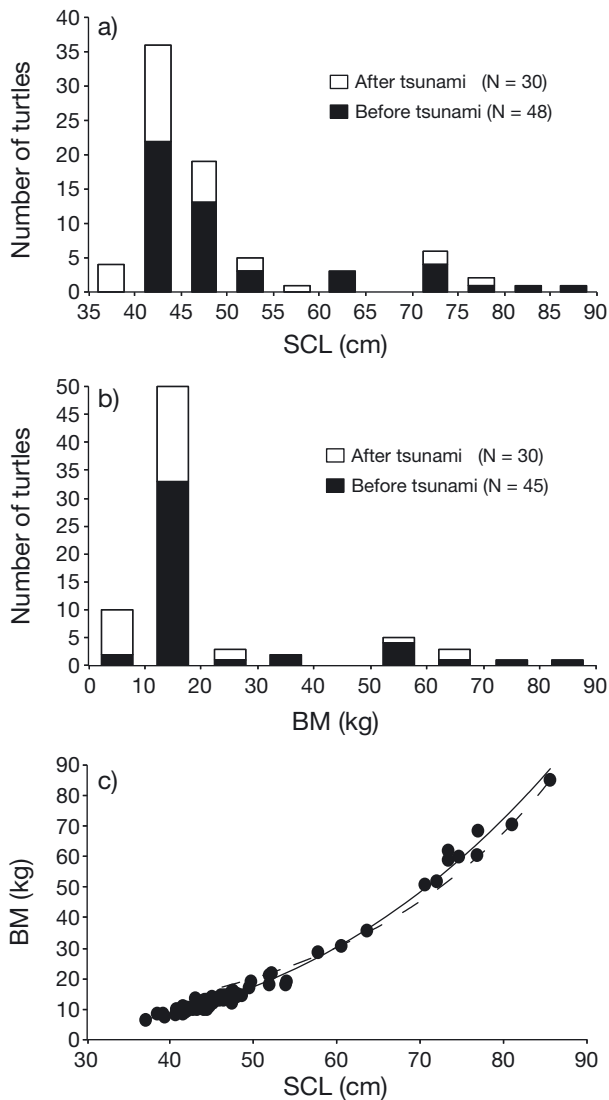 a)
40
35
30
25
20
15
10
5
0
Number of turtles
After tsunami (N = 30)
Before tsunami (N = 48)
35 40 45 50 55 60 65 70 75 80 85 90
SCL (cm)
b)
50
45
40
35
30
25
20
15
10
5
0
Number of turtles
After tsunami (N = 30)
Before tsunami (N = 45)
0 10 20 30 40 50 60 70 80 90
BM (kg)
c)
90
80
70
60
50
40
30
20
10
0
BM (kg)
30 40 50 60 70 80 90
SCL (cm)